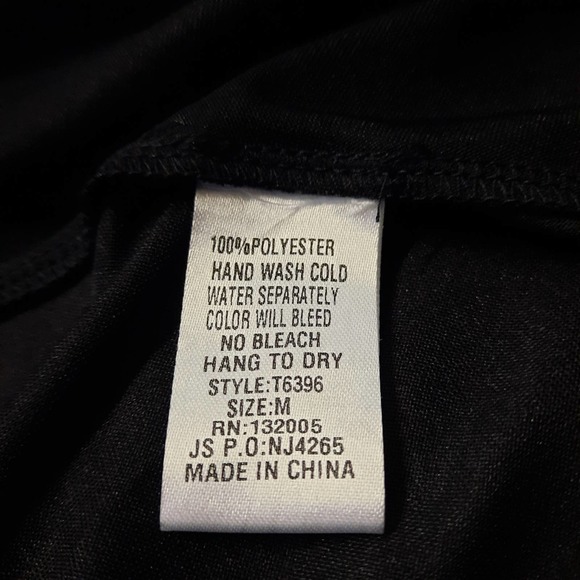 100%POLYESTER
HAND WASH COLD
WATER SEPARATELY
COLOR WILL BLEED
NO BLEACH
HANG TO DRY
STYLE:T6396
SIZE:M
RN:132005
JS P.O:NJ4265
MADE IN CHINA